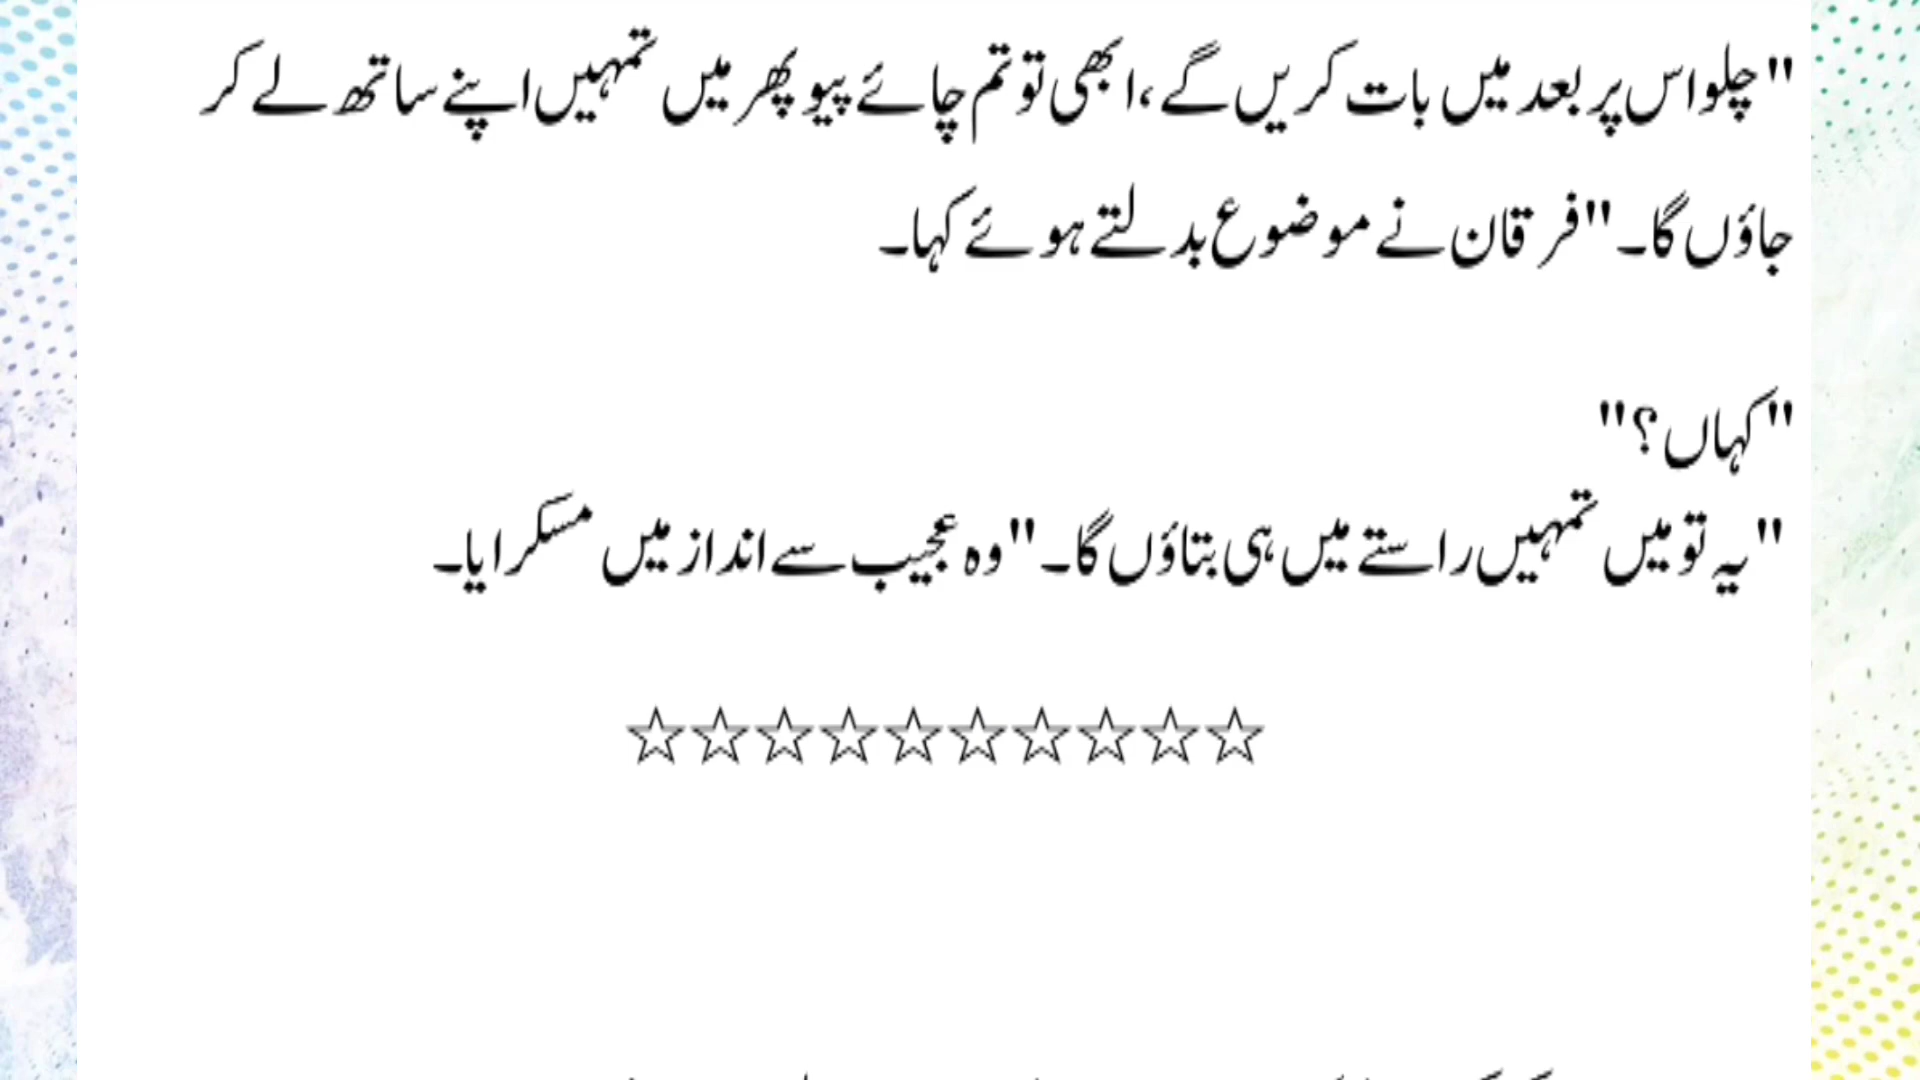 "چلو اس پر بعد میں بات کریں گے، ابھی تو تم چائے پیو پھر میں تمہیں اپنے ساتھ لے کر
جاؤں گا۔" فرقان نے موضوع بدلتے ہوئے کہا۔
"کہاں؟"
"یہ تو میں تمہیں راستے میں ہی بتاؤں گا۔" وہ عجیب سے انداز میں مسکرایا۔
☆☆☆☆☆☆☆☆☆☆